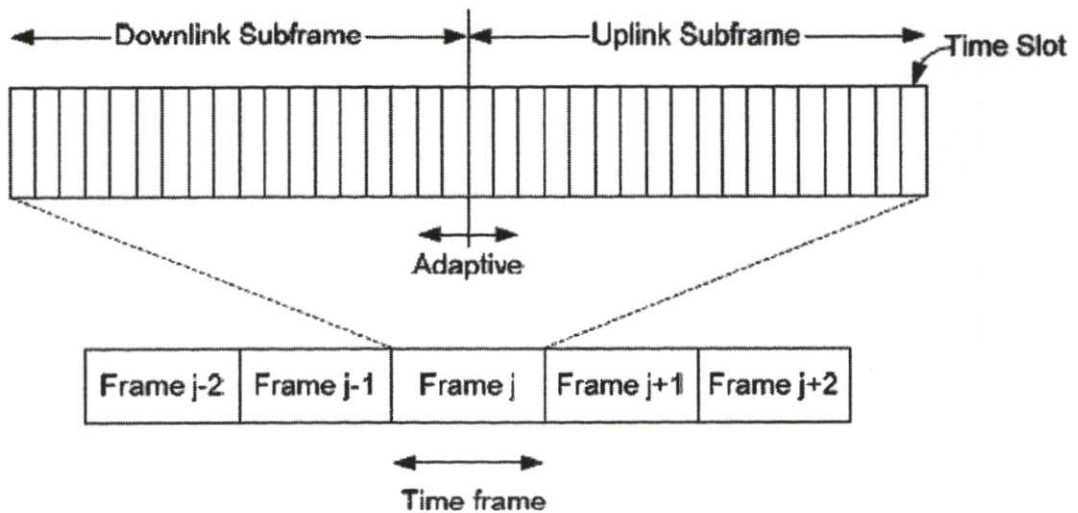 Downlink Subframe
Uplink Subframe
Time Slot
Adaptive
Frame j-2
Frame j-1
Frame j
Frame j+1
Frame j+2
Time frame